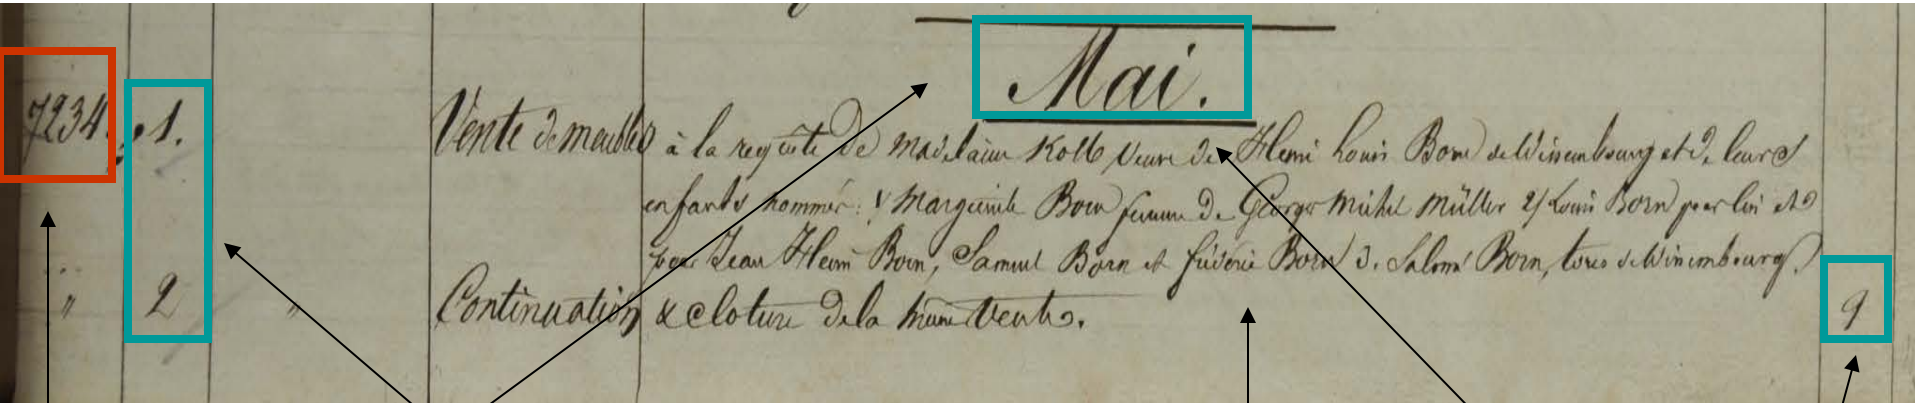 Mai.
7234. 1. Vente de meubles à la requête de Madelaine Kolb veuve de Henri Louis Born de Wissembourg et de leurs
enfants nommés: 1/ Marguerite Born femme de George Michel Müller 2/ Louis Born pour lui et
pour Jean Henri Born, Samuel Born et Fréderic Born 3. Salomé Born, tous de Wissembourg.
" 2 " Continuation & cloture de la même vente. 9